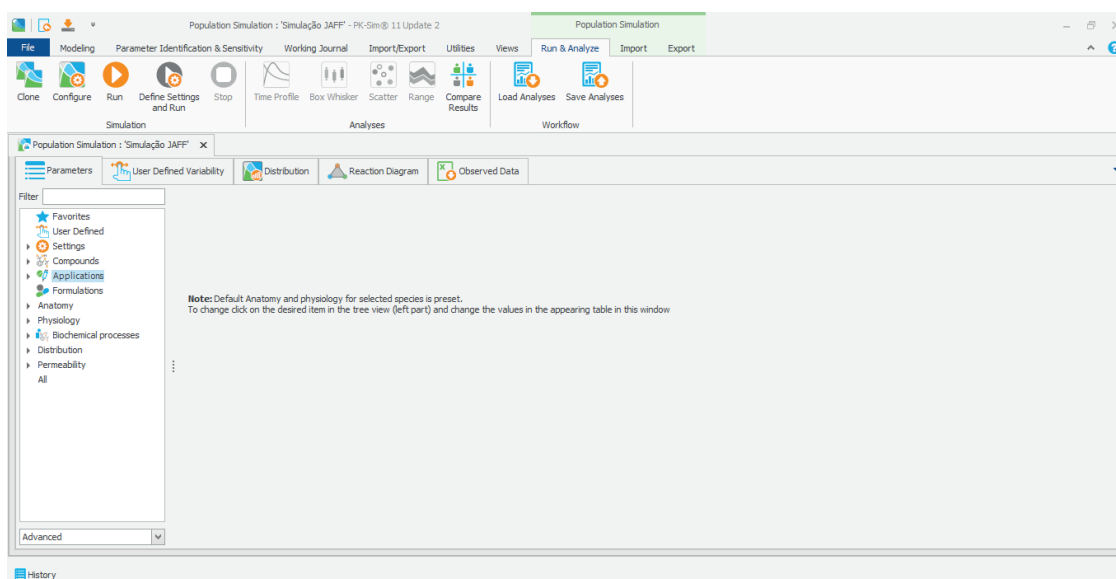 Population Simulation : 'Simulação JAFF' - PK-Sim® 11 Update 2
Population Simulation
File Modeling Parameter Identification & Sensitivity Working Journal Import/Export Utilities Views Run & Analyze Import Export
Clone Configure Run Define Settings and Run Stop Time Profile Box Whisker Scatter Range Compare Results Load Analyses Save Analyses
Simulation Analyses Workflow
Population Simulation : 'Simulação JAFF' X
Parameters User Defined Variability Distribution Reaction Diagram Observed Data
Filter
Favorites
User Defined
Settings
Compounds
Applications
Formulations
Anatomy
Physiology
Biochemical processes
Distribution
Permeability
All
Note: Default Anatomy and physiology for selected species is preset.
To change click on the desired item in the tree view (left part) and change the values in the appearing table in this window
Advanced
History